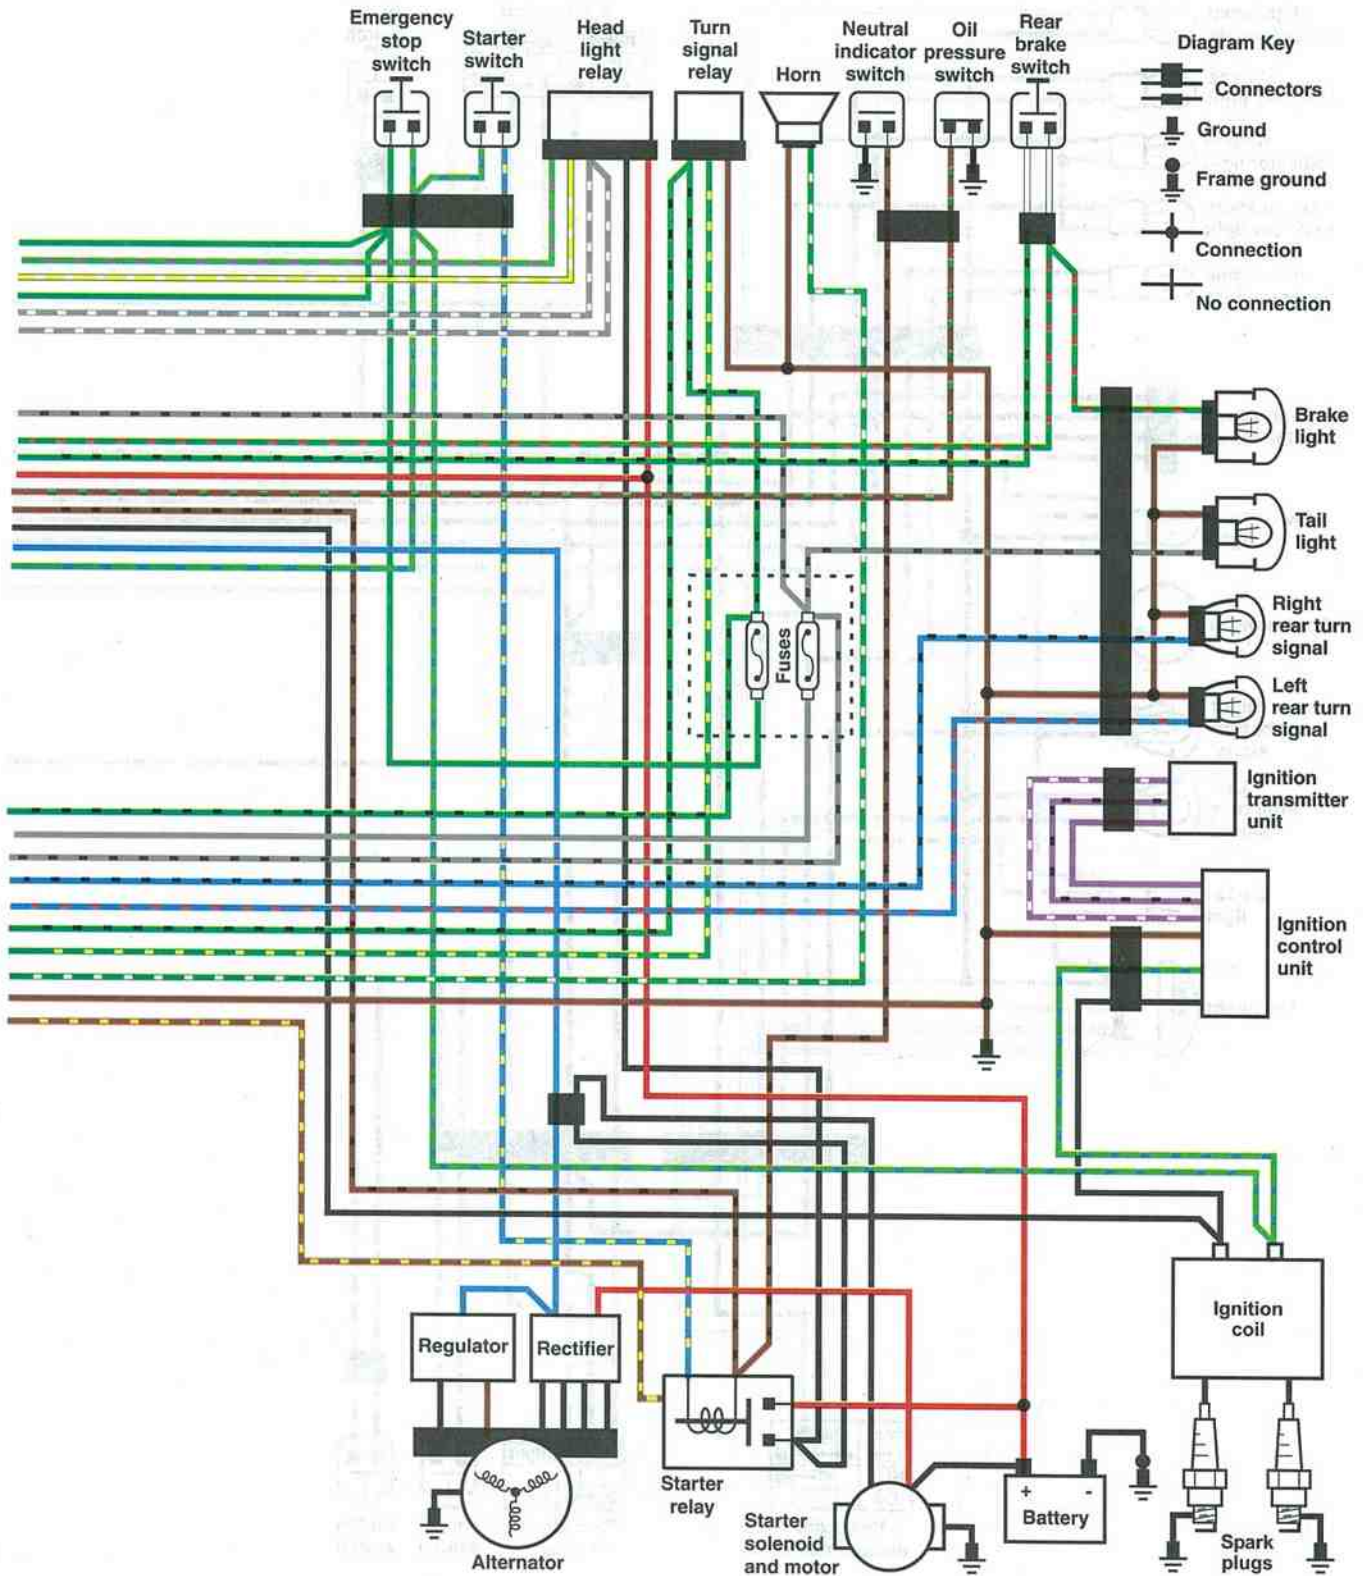 Emergency
stop
switch
Starter
switch
Head
light
relay
Turn
signal
relay
Horn
Neutral
indicator
switch
Oil
pressure
switch
Rear
brake
switch
Diagram Key
Connectors
Ground
Frame ground
Connection
No connection
Brake
light
Tail
light
Right
rear turn
signal
Left
rear turn
signal
Fuses
Ignition
transmitter
unit
Ignition
control
unit
Ignition
coil
Regulator
Rectifier
Starter
relay
Alternator
Starter
solenoid
and motor
+ -
Battery
Spark
plugs